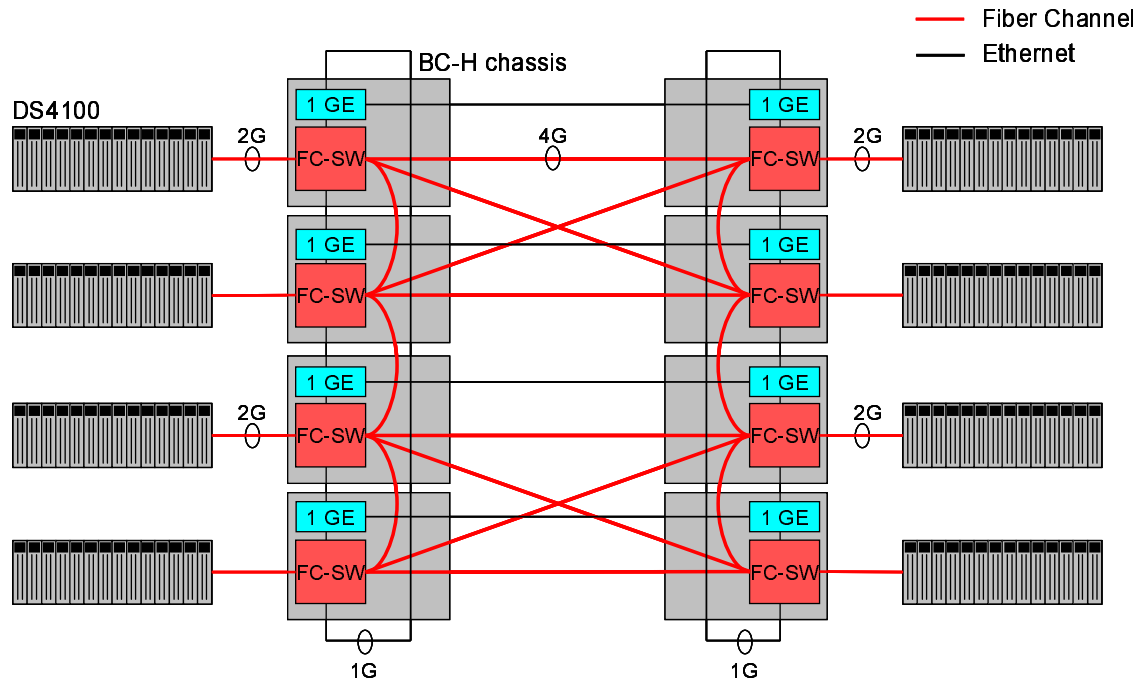 Fiber Channel
Ethernet
BC-H chassis
DS4100
1 GE
1 GE
2G
FC-SW
4G
FC-SW
2G
1 GE
1 GE
FC-SW
FC-SW
1 GE
1 GE
2G
FC-SW
FC-SW
2G
1 GE
1 GE
FC-SW
FC-SW
1G
1G